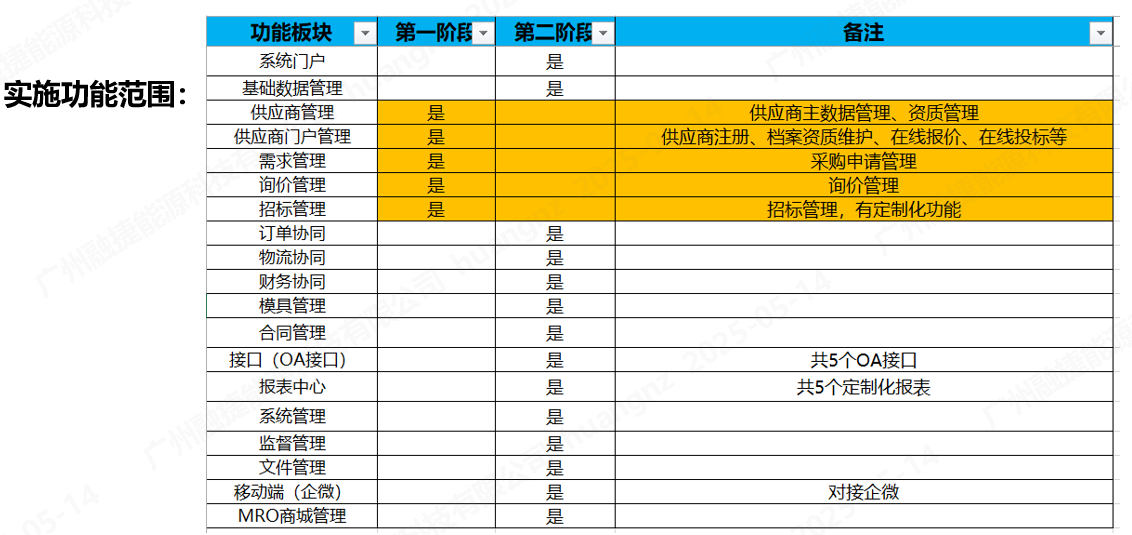 功能板块 第一阶段 第二阶段 备注
系统门户 是
实施功能范围：
基础数据管理 是
供应商管理 是 供应商主数据管理、资质管理
供应商门户管理 是 供应商注册、档案资质维护、在线报价、在线投标等
需求管理 是 采购申请管理
询价管理 是 询价管理
招标管理 是 招标管理，有定制化功能
订单协同 是
物流协同 是
财务协同 是
模具管理 是
合同管理 是
接口（OA接口） 是 共5个OA接口
报表中心 是 共5个定制化报表
系统管理 是
监督管理 是
文件管理 是
移动端（企微） 是 对接企微
MRO商城管理 是
广州融捷能源科技有限公司 huangnz 2025-05-14